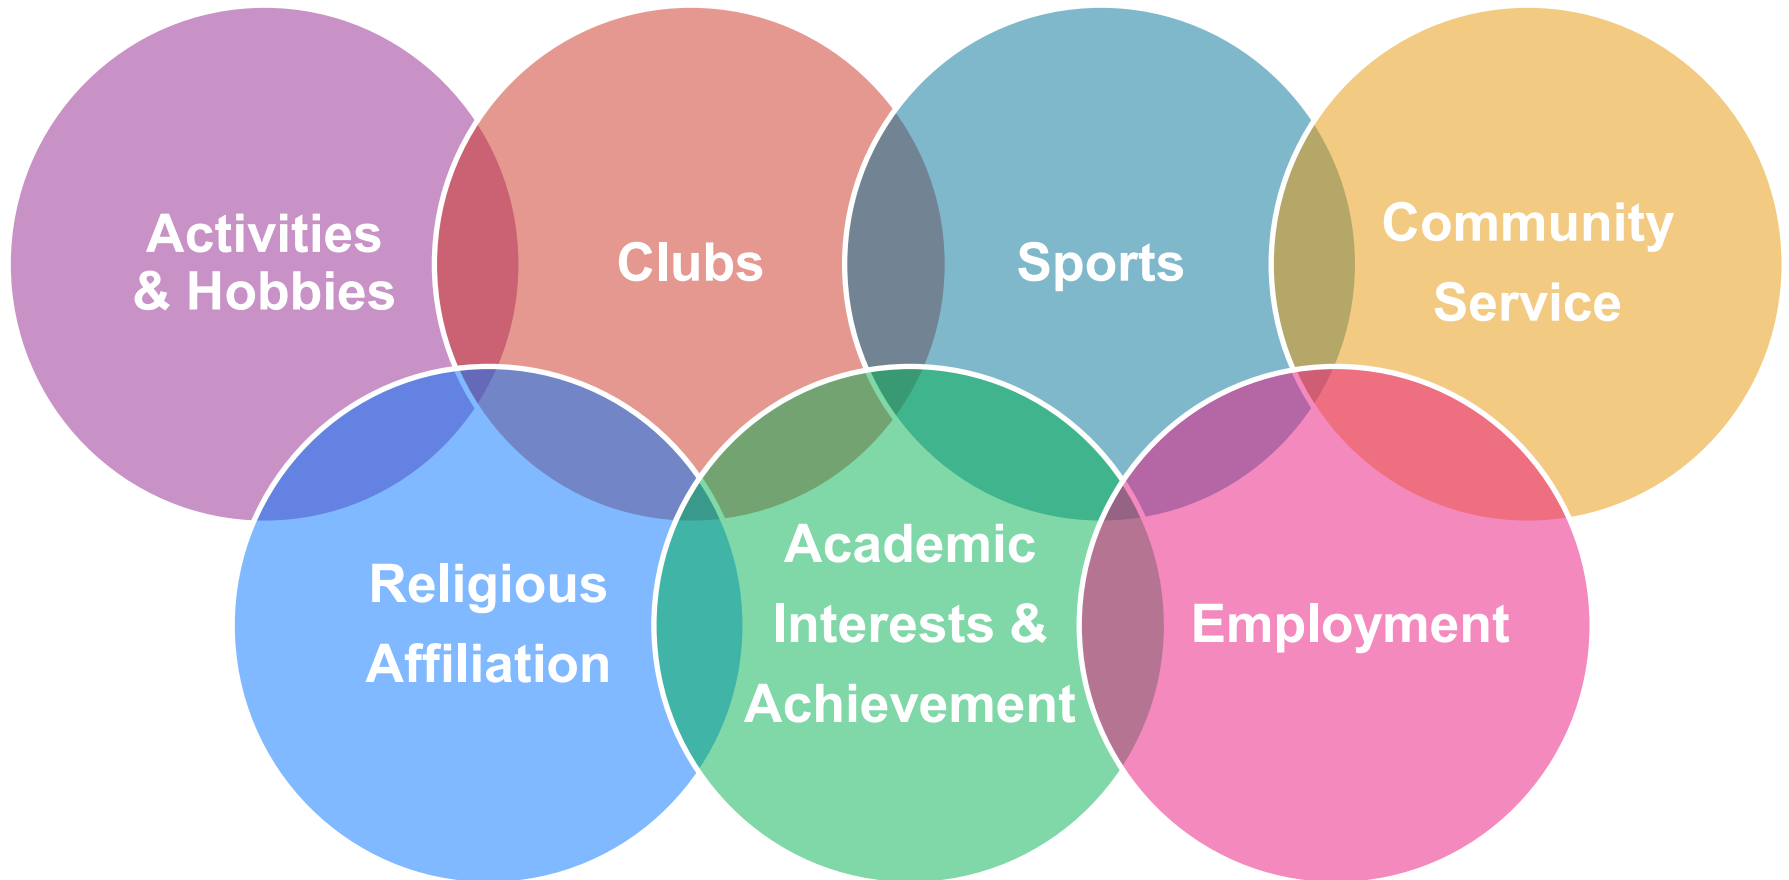 Activities
& Hobbies
Clubs
Sports
Community
Service
Religious
Affiliation
Academic
Interests &
Achievement
Employment